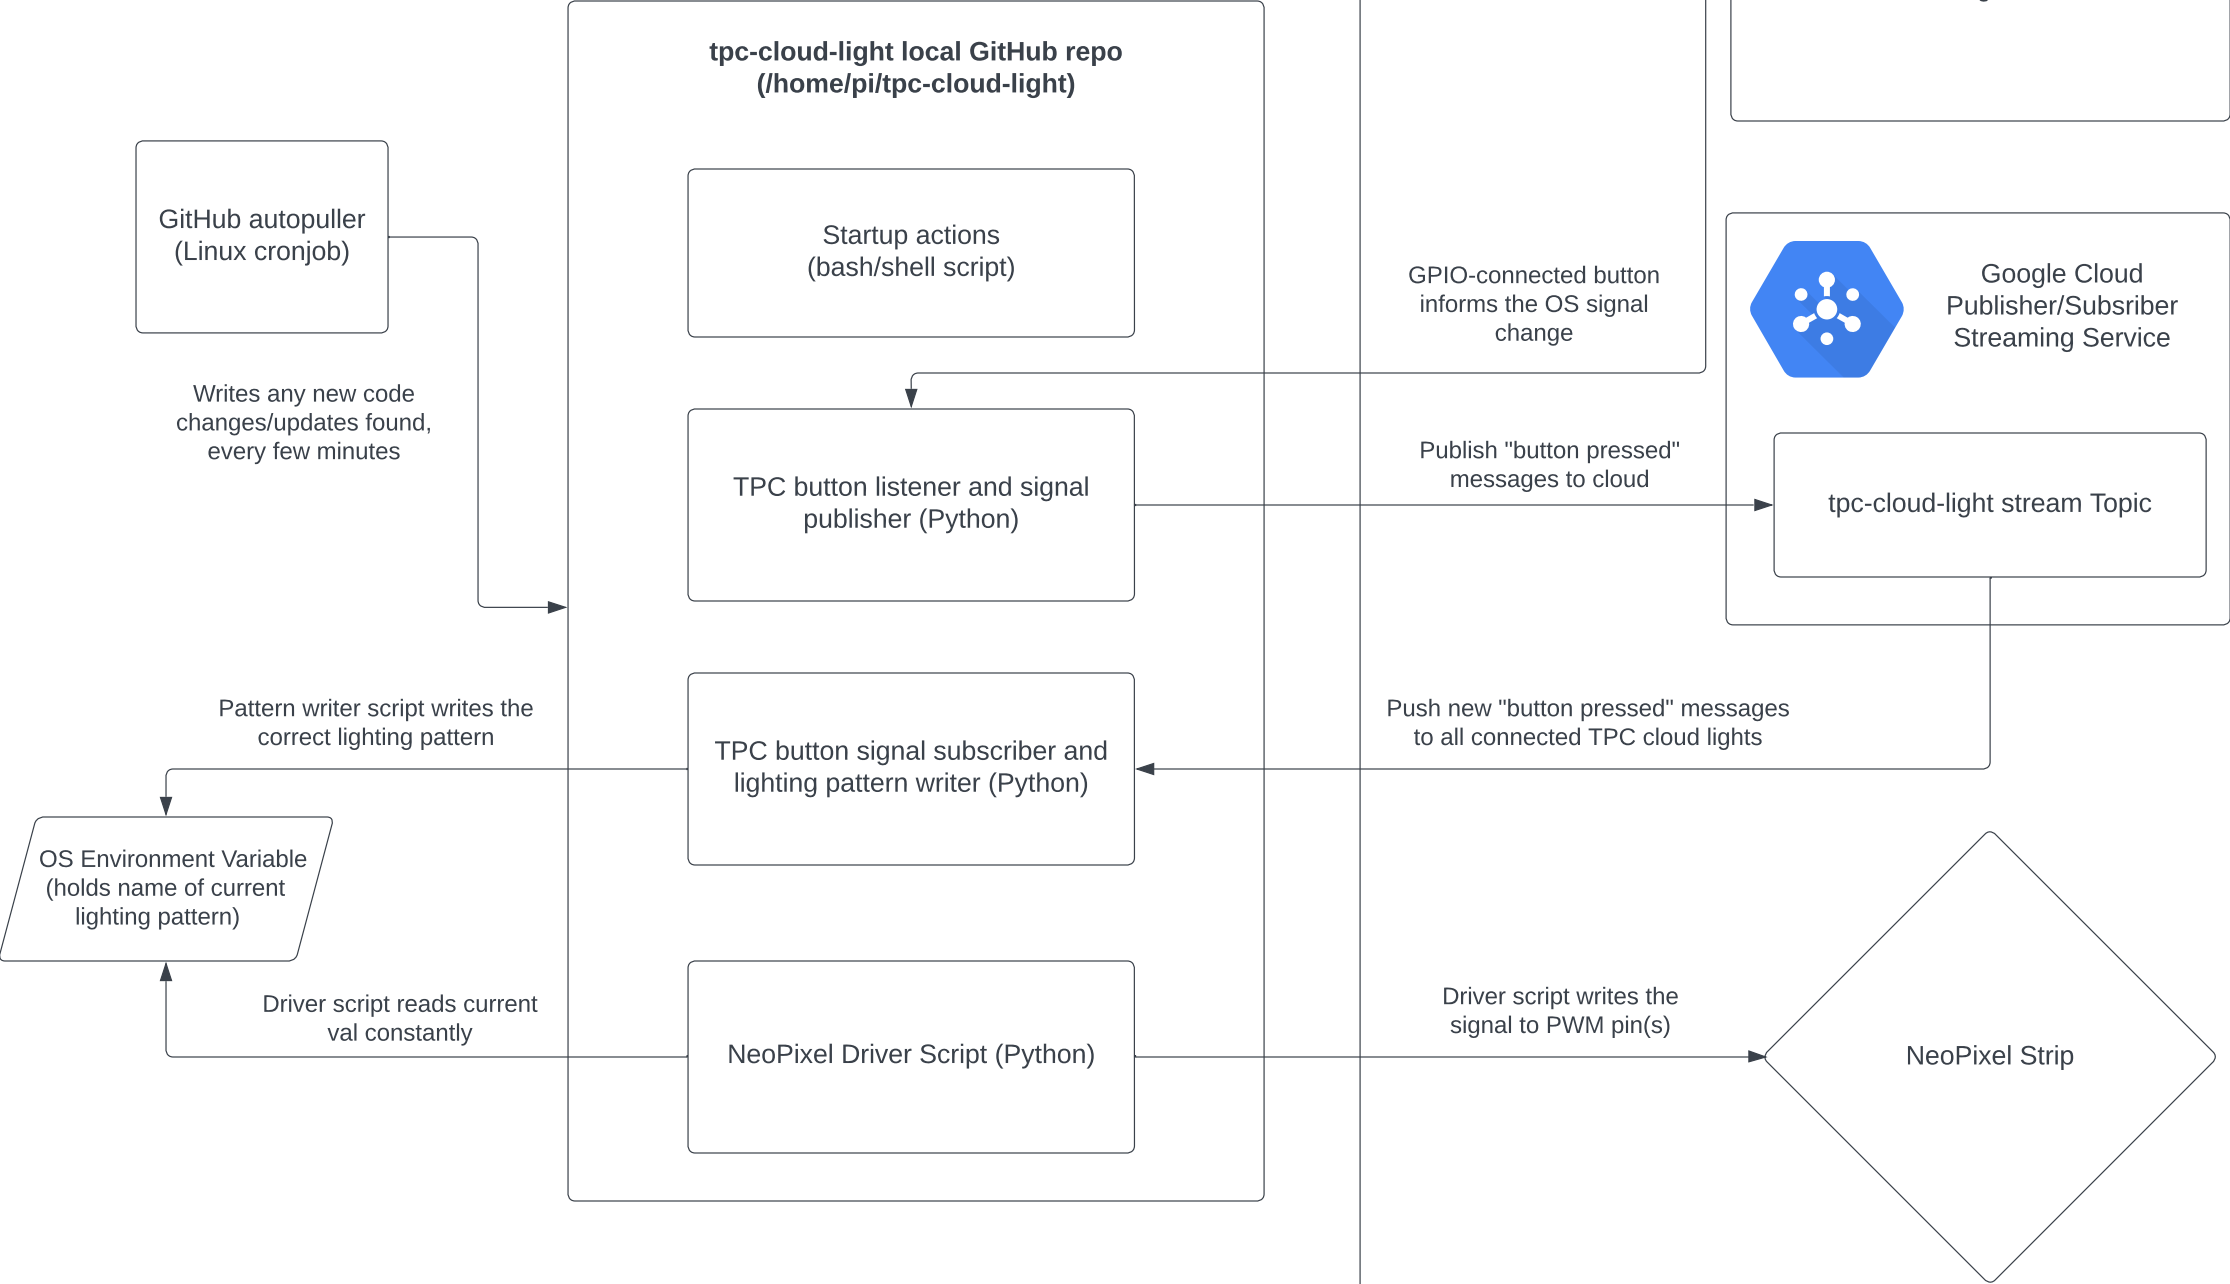 tpc-cloud-light local GitHub repo
(/home/pi/tpc-cloud-light)
GitHub autopuller
(Linux cronjob)
Startup actions
(bash/shell script)
GPIO-connected button
informs the OS signal
change
Google Cloud
Publisher/Subsriber
Streaming Service
Writes any new code
changes/updates found,
every few minutes
TPC button listener and signal
publisher (Python)
Publish "button pressed"
messages to cloud
tpc-cloud-light stream Topic
Pattern writer script writes the
correct lighting pattern
TPC button signal subscriber and
lighting pattern writer (Python)
Push new "button pressed" messages
to all connected TPC cloud lights
OS Environment Variable
(holds name of current
lighting pattern)
Driver script reads current
val constantly
NeoPixel Driver Script (Python)
Driver script writes the
signal to PWM pin(s)
NeoPixel Strip